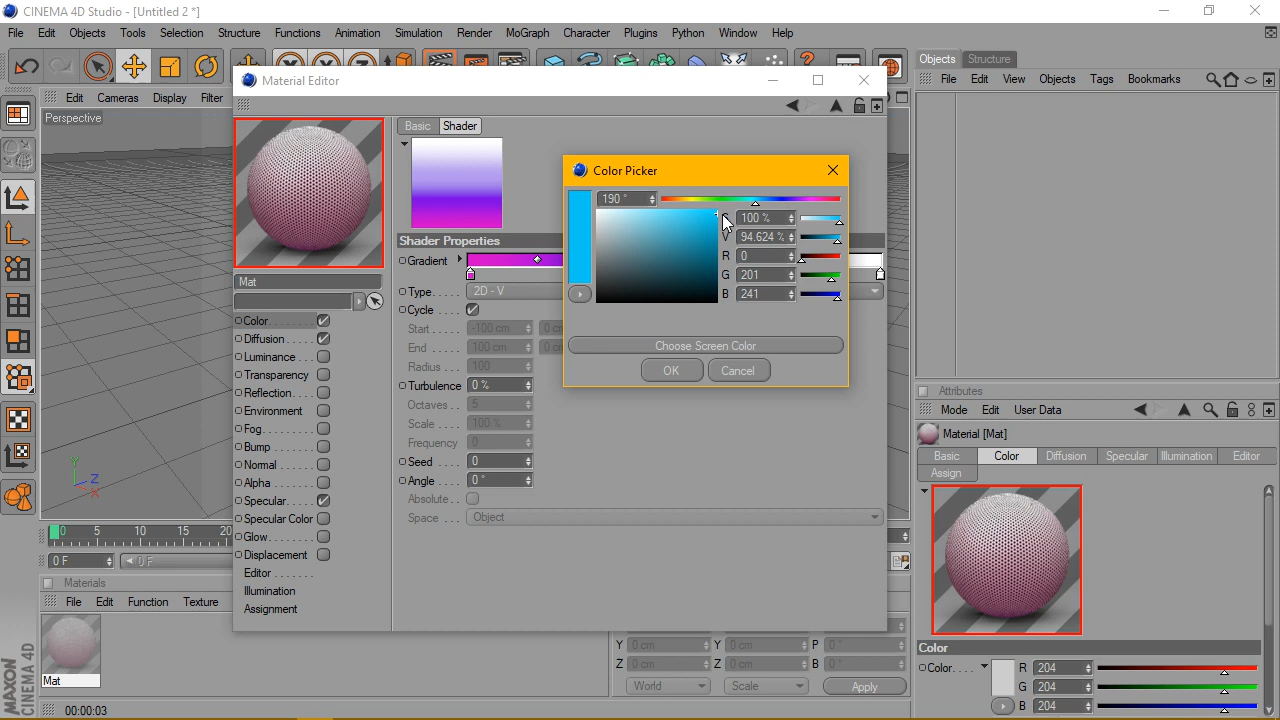 CINEMA 4D Studio - [Untitled 2 *]
File Edit Objects Tools Selection Structure Functions Animation Simulation Render MoGraph Character Plugins Python Window Help
Objects Structure
File Edit View Objects Tags Bookmarks
Edit Cameras Display Filter
Perspective
Material Editor
Basic Shader
Shader Properties
Gradient
Type..... 2D - V
Cycle
Start..... -100 cm
End...... 100 cm
Radius... 100
Turbulence 0 %
Octaves.. 5
Scale.... 100 %
Frequency 0
Seed.... 0
Angle... 0 °
Absolute..
Space... Object
Mat
Color.........
Diffusion......
Luminance...
Transparency
Reflection.....
Environment
Fog...........
Bump........
Normal.......
Alpha.........
Specular.....
Specular Color
Glow..........
Displacement
Editor ........
Illumination
Assignment
Color Picker
190 °
100 %
V 94.624 %
R 0
G 201
B 241
Choose Screen Color
OK Cancel
Y Z X
0 5 10 15 20
0 F 0 F
Materials
File Edit Function Texture
Mat
Y 0 cm Y 0 cm P 0 °
Z 0 cm Z 0 cm B 0 °
World Scale Apply
00:00:03
MAXON
CINEMA 4D
Attributes
Mode Edit User Data
Material [Mat]
Basic Color Diffusion Specular Illumination Editor
Assign
Color
Color.... R 204
G 204
B 204